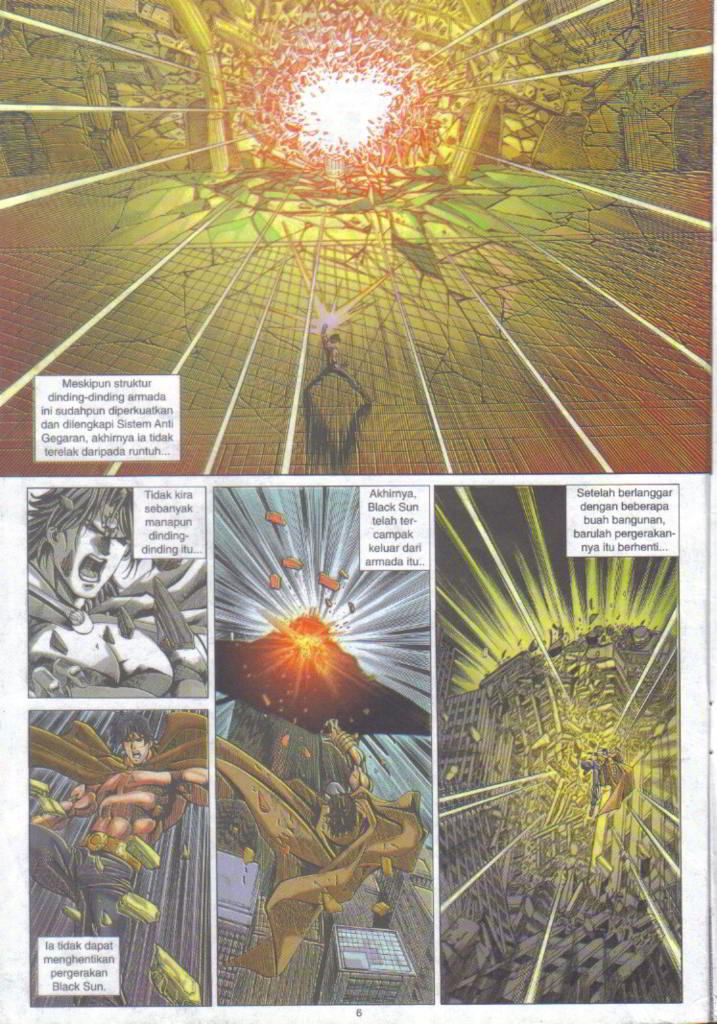 Meskipun struktur
dinding-dinding armada
ini sudahpun diperkuatkan
dan dilengkapi Sistem Anti
Gegaran, akhirnya ia tidak
terelak daripada runtuh...
Tidak kira
sebanyak
manapun
dinding-
dinding itu...
Ia tidak dapat
menghentikan
pergerakan
Black Sun.
Akhirnya,
Black Sun
telah ter-
campak
keluar dari
armada itu..
Setelah berlanggar
dengan beberapa
buah bangunan,
barulah pergerakan-
nya itu berhenti...
6